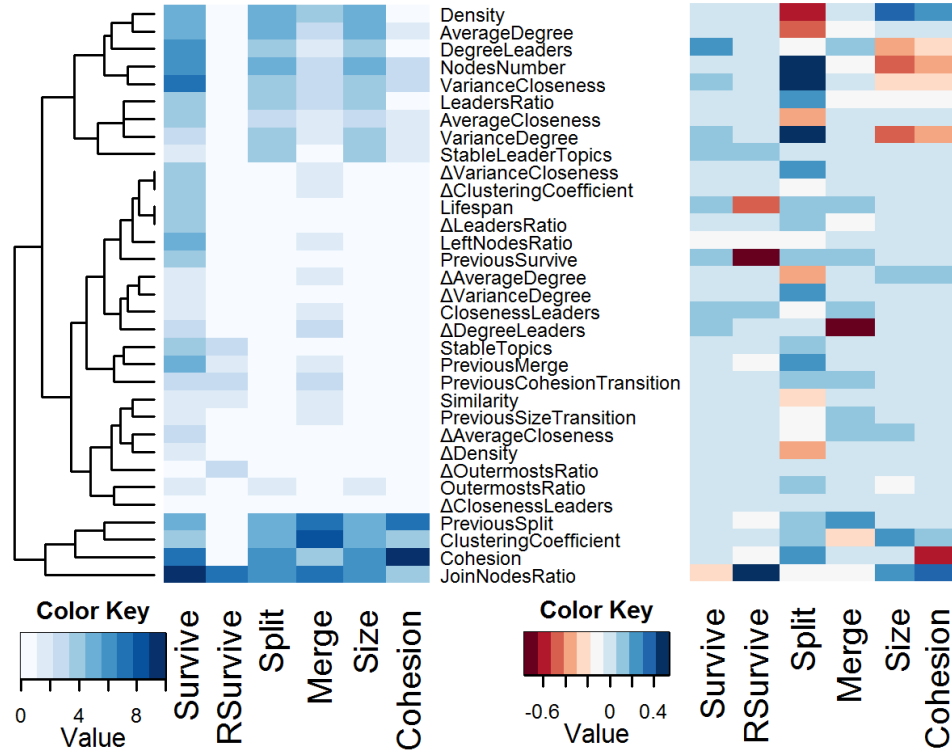 Density
AverageDegree
DegreeLeaders
NodesNumber
VarianceCloseness
LeadersRatio
AverageCloseness
VarianceDegree
StableLeaderTopics
ΔVarianceCloseness
ΔClusteringCoefficient
Lifespan
ΔLeadersRatio
LeftNodesRatio
PreviousSurvive
ΔAverageDegree
ΔVarianceDegree
ClosenessLeaders
ΔDegreeLeaders
StableTopics
PreviousMerge
PreviousCohesionTransition
Similarity
PreviousSizeTransition
ΔAverageCloseness
ΔDensity
ΔOutermostsRatio
OutermostsRatio
ΔClosenessLeaders
PreviousSplit
ClusteringCoefficient
Cohesion
JoinNodesRatio
Color Key
0 4 8
Value
Survive
RSurvive
Split
Merge
Size
Cohesion
Color Key
-0.6 0 0.4
Value
Survive
RSurvive
Split
Merge
Size
Cohesion